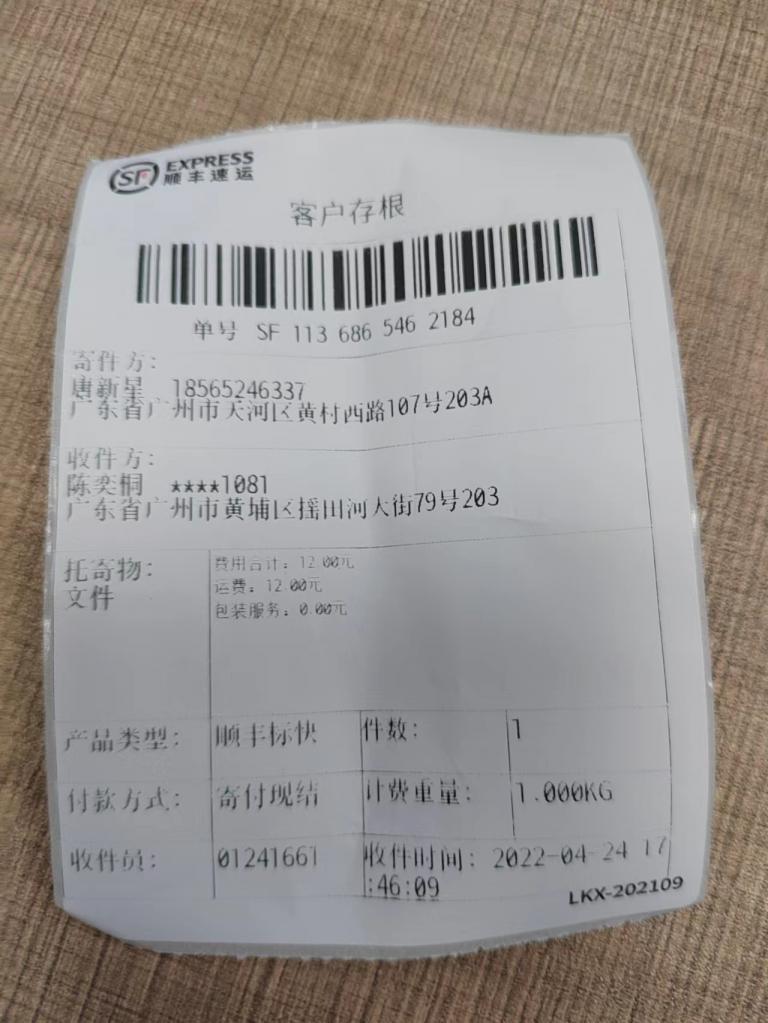 SF EXPRESS
顺丰速运
客户存根
单号 SF 113 686 546 2184
寄件方:
唐新星 18565246337
广东省广州市天河区黄村西路107号203A
收件方:
陈奕桐 ****1081
广东省广州市黄埔区摇田河大街79号203
托寄物:
文件
费用合计: 12.00元
运费: 12.00元
包装服务: 0.00元
产品类型: 顺丰标快 件数: 1
付款方式: 寄付现结 计费重量: 1.000KG
收件员: 01241661 收件时间: 2022-04-24 17
:46:09
LKX-202109